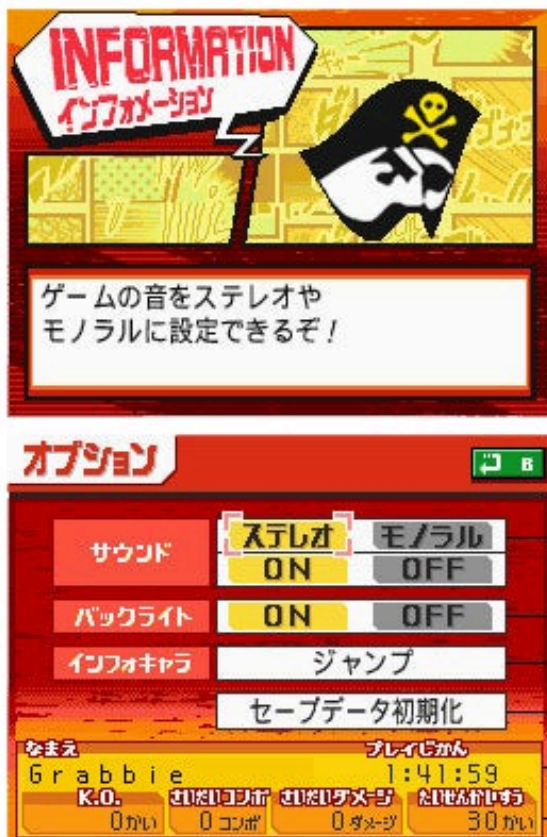 INFORMATION
インフォメーション
ゲームの音をステレオや
モノラルに設定できるぞ!
オプション
B
サウンド
ステレオ モノラル
ON OFF
バックライト
ON OFF
インフォキャラ
ジャンプ
セーブデータ初期化
なまえ プレイじかん
Grabbie 1:41:59
K.O. さいだいコンボ さいだいダメージ たいせんかいすう
0かい 0コンボ 0ダメージ 30かい